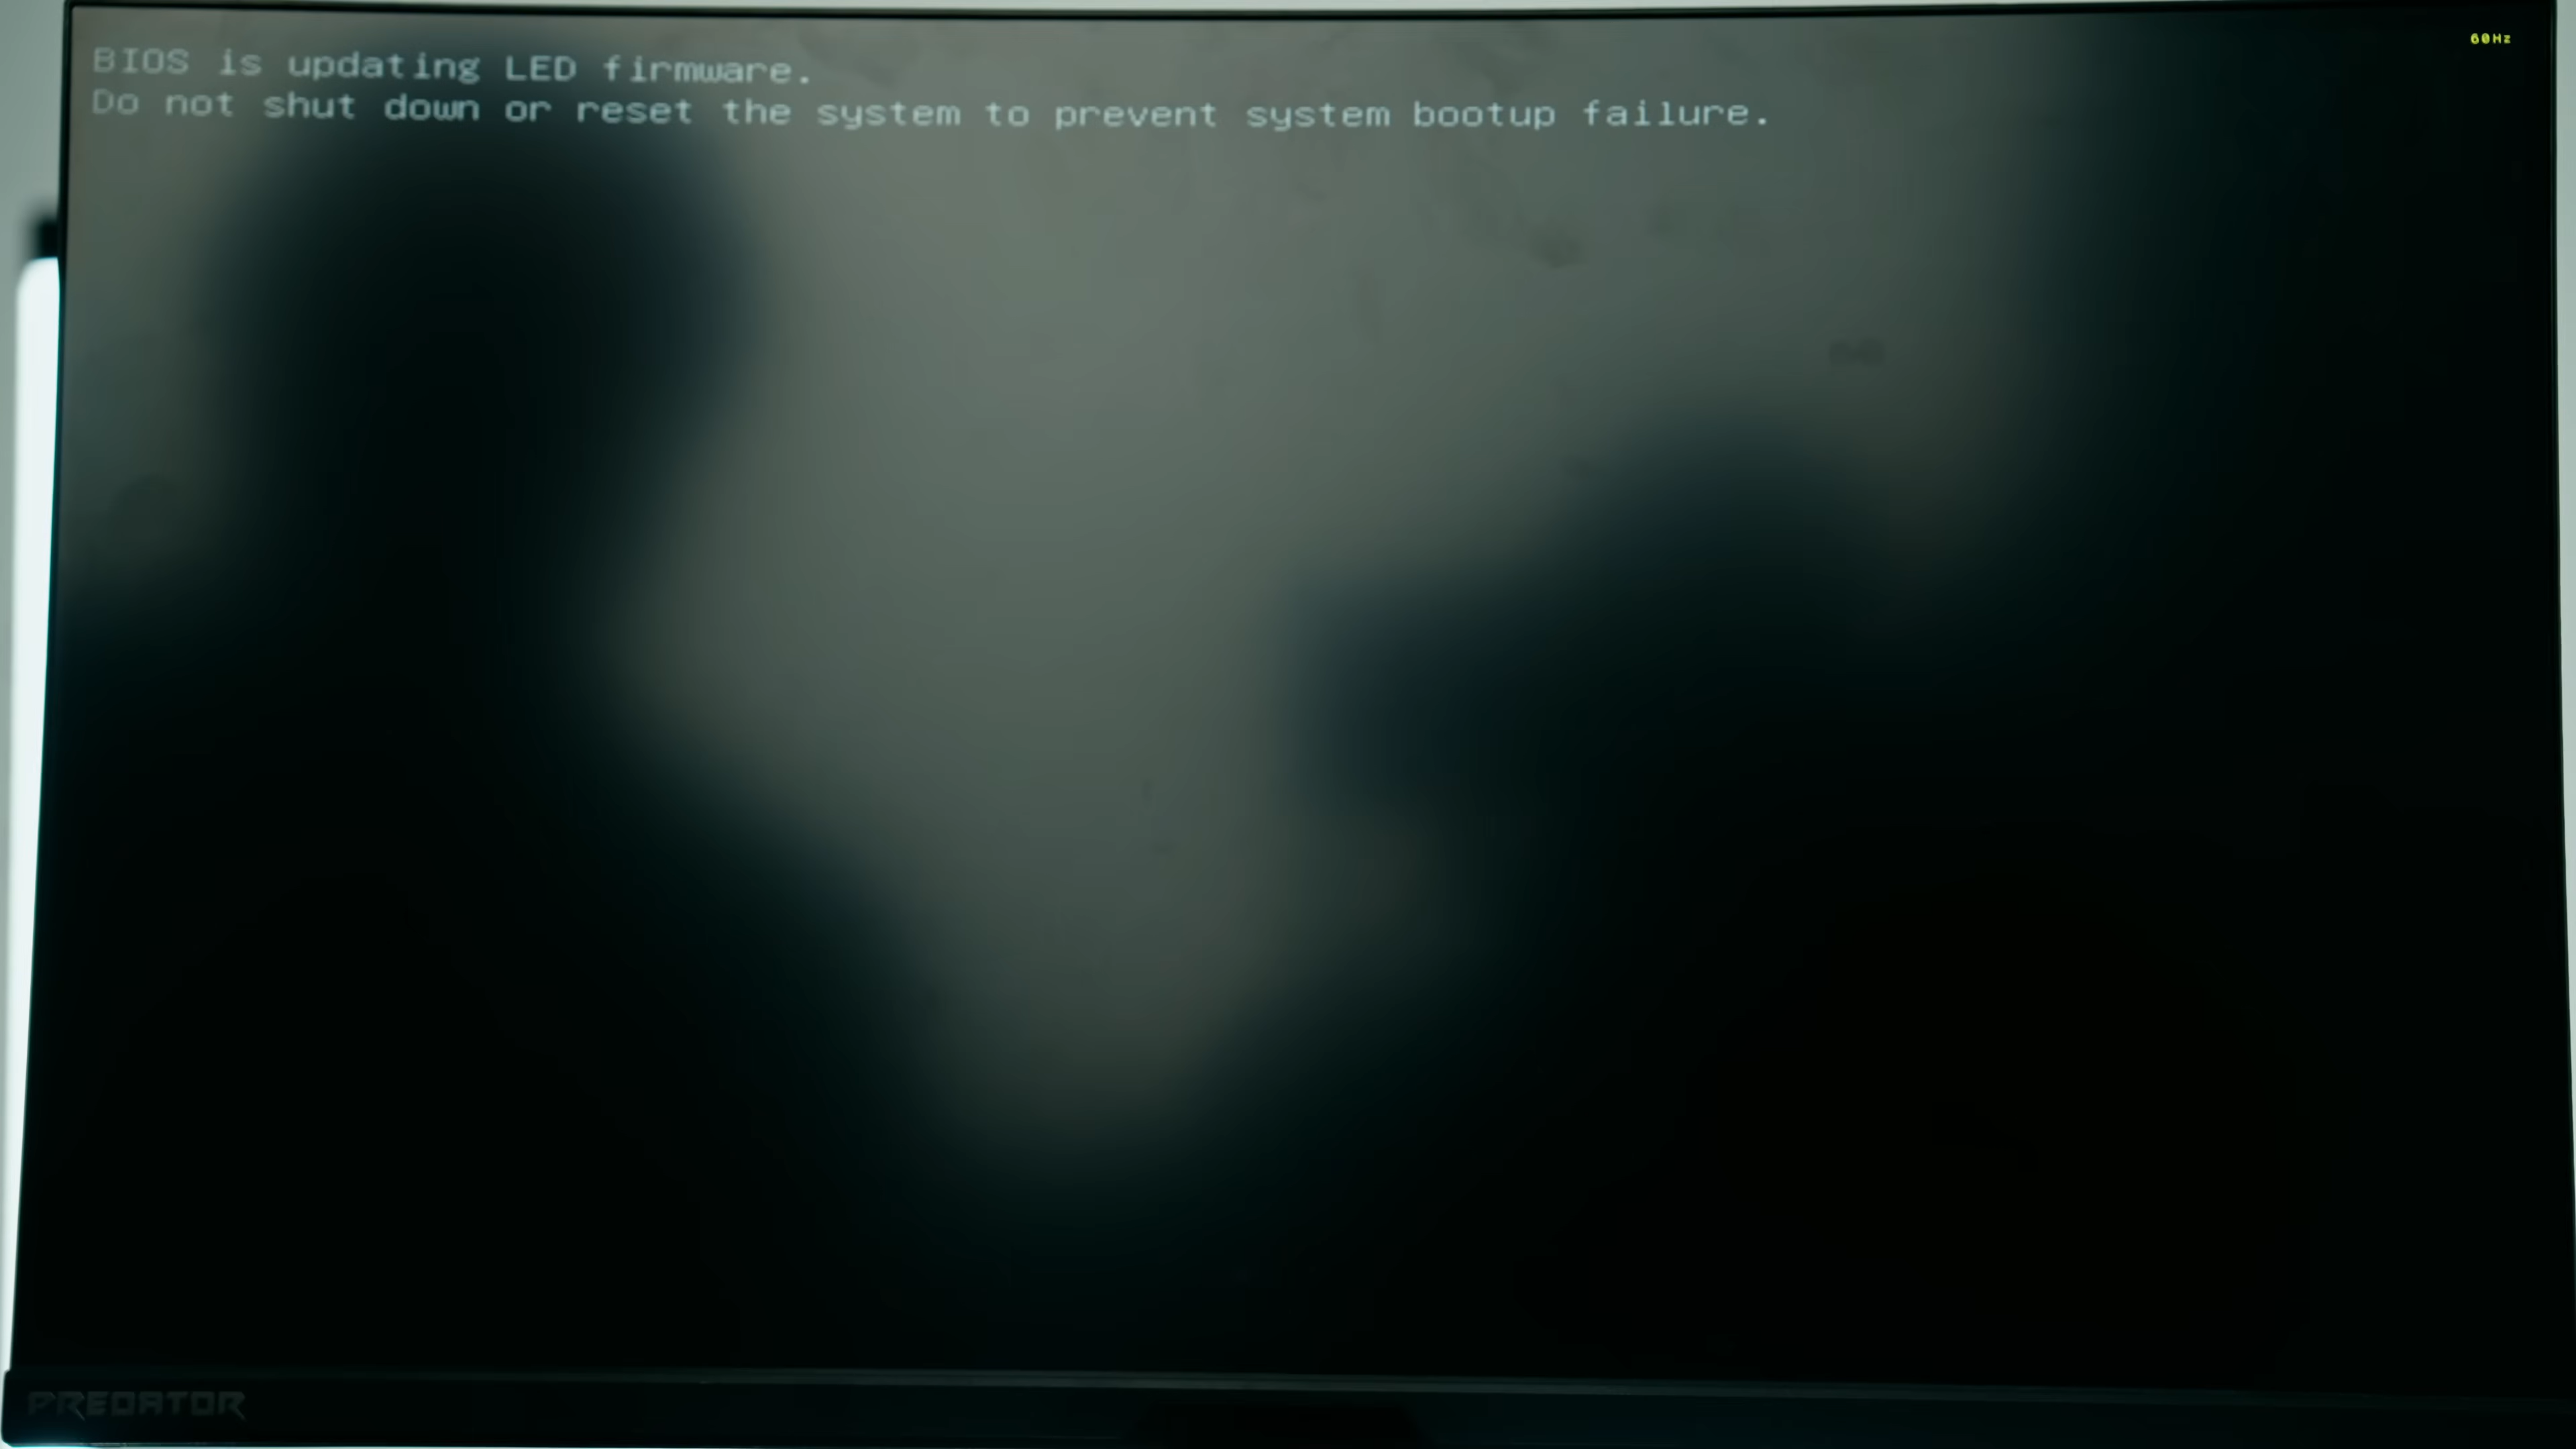 60Hz
BIOS is updating LED firmware.
Do not shut down or reset the system to prevent system bootup failure.
PREDATOR